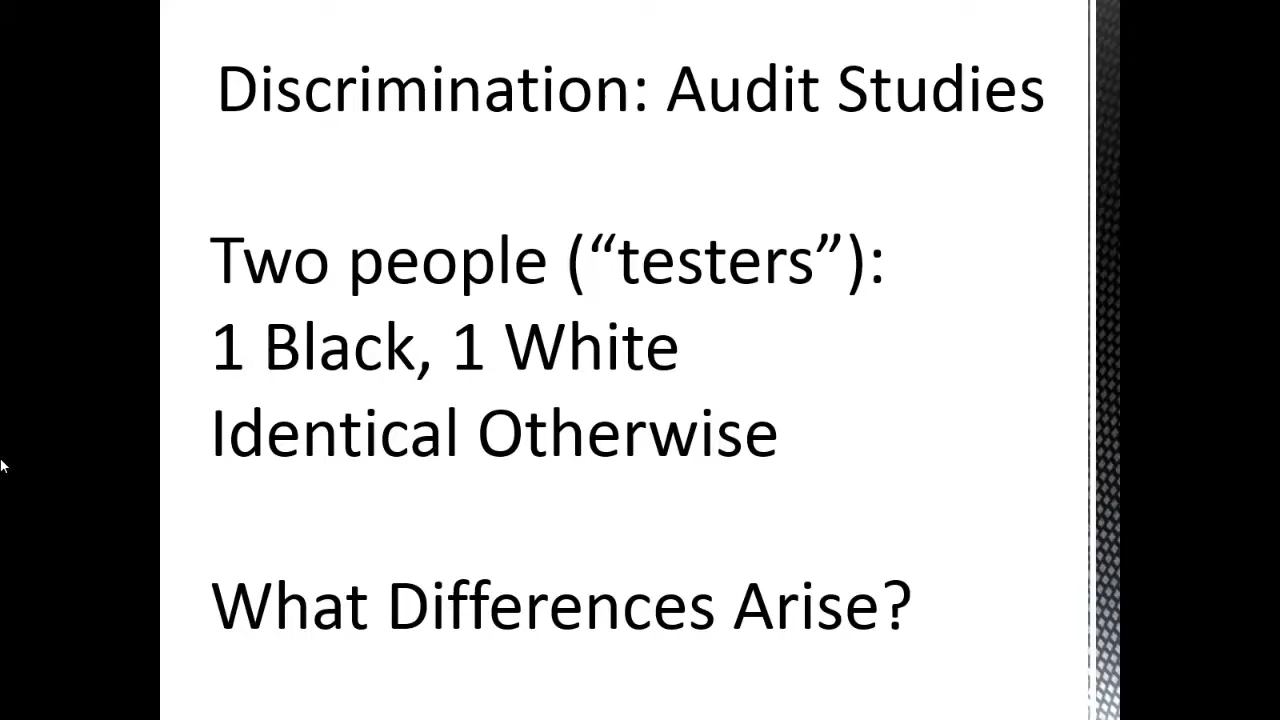 Discrimination: Audit Studies
Two people (“testers”):
1 Black, 1 White
Identical Otherwise
What Differences Arise?